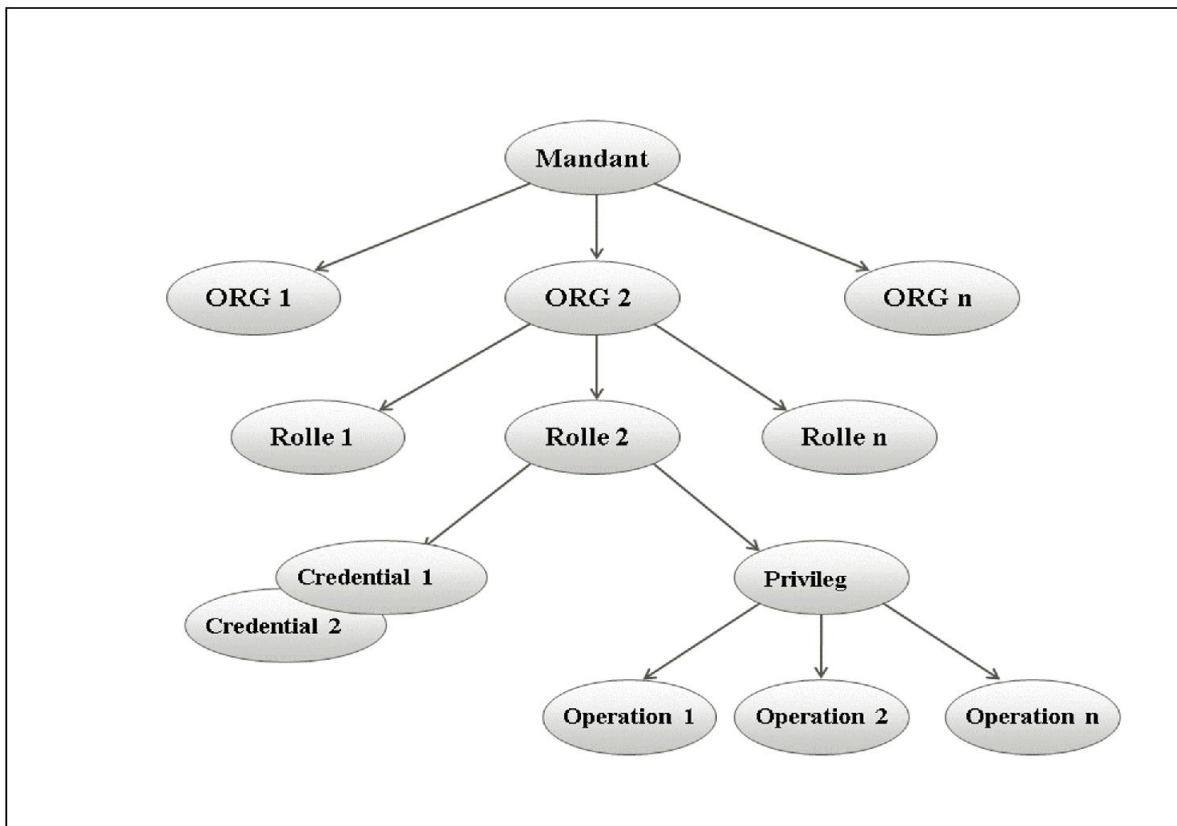 Mandant
ORG 1
ORG 2
ORG n
Rolle 1
Rolle 2
Rolle n
Credential 1
Privileg
Credential 2
Operation 1
Operation 2
Operation n